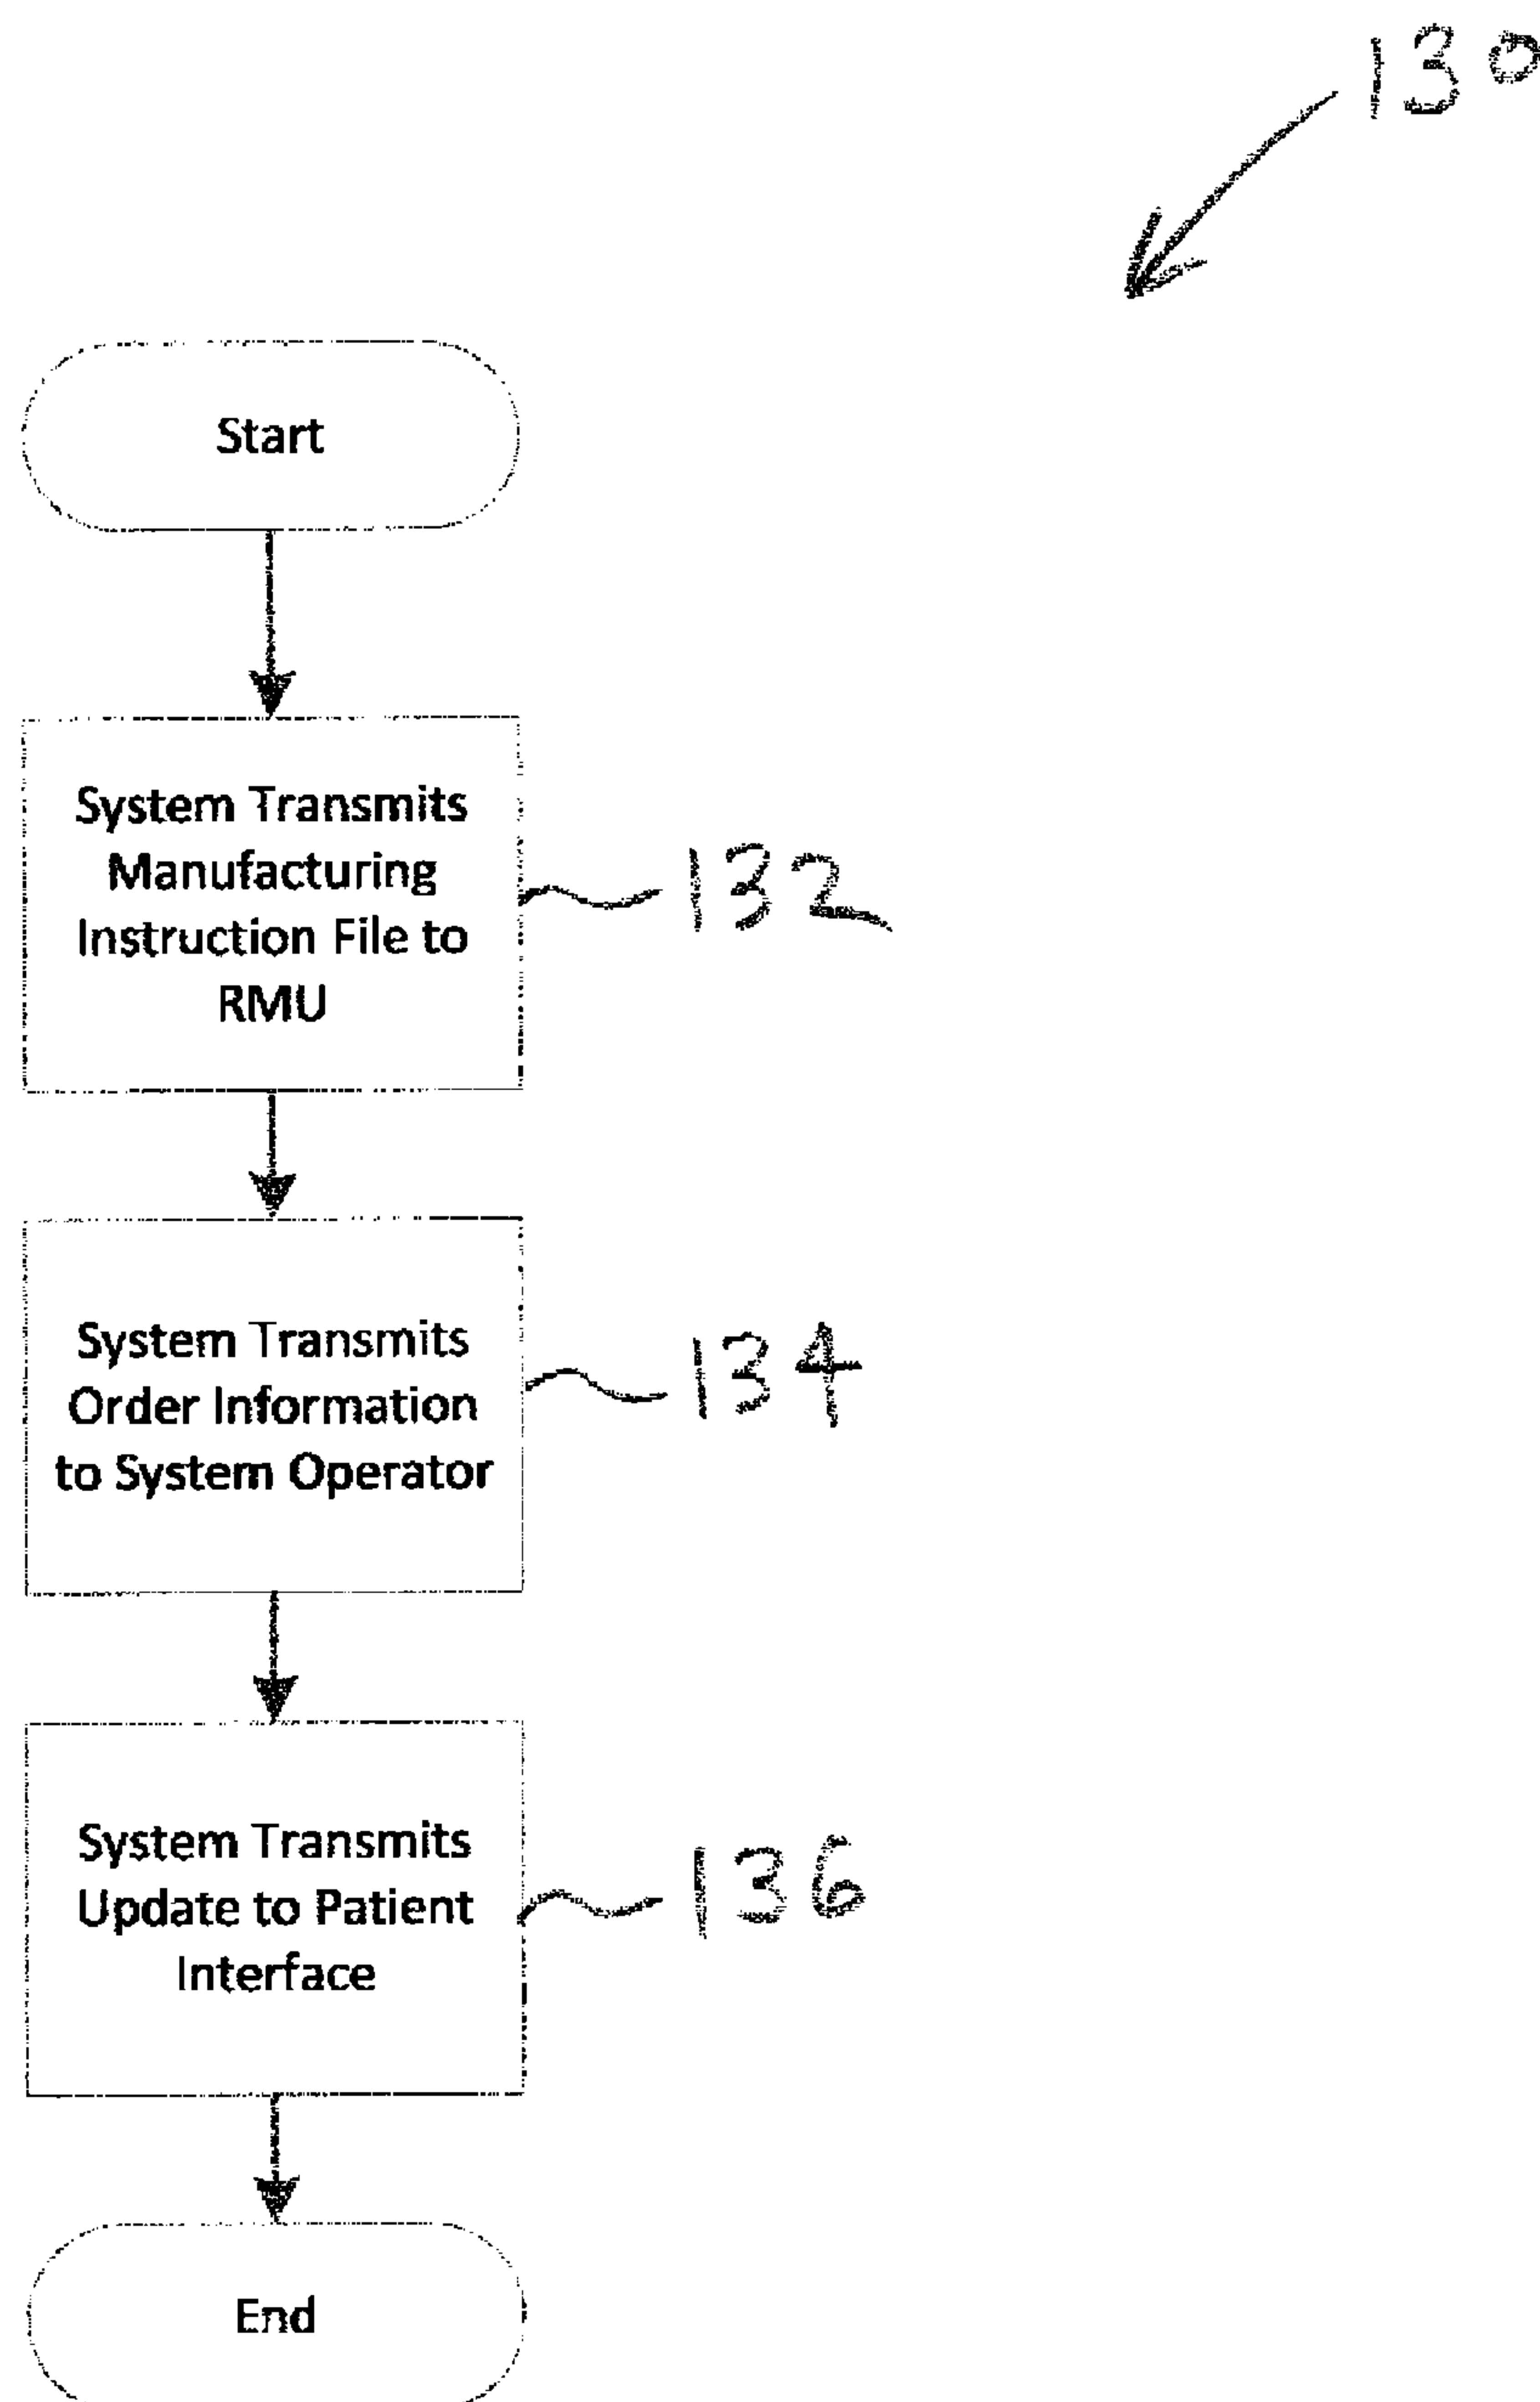 130
Start
System Transmits
Manufacturing
Instruction File to
RMU
132
System Transmits
Order Information
to System Operator
134
System Transmits
Update to Patient
Interface
136
End